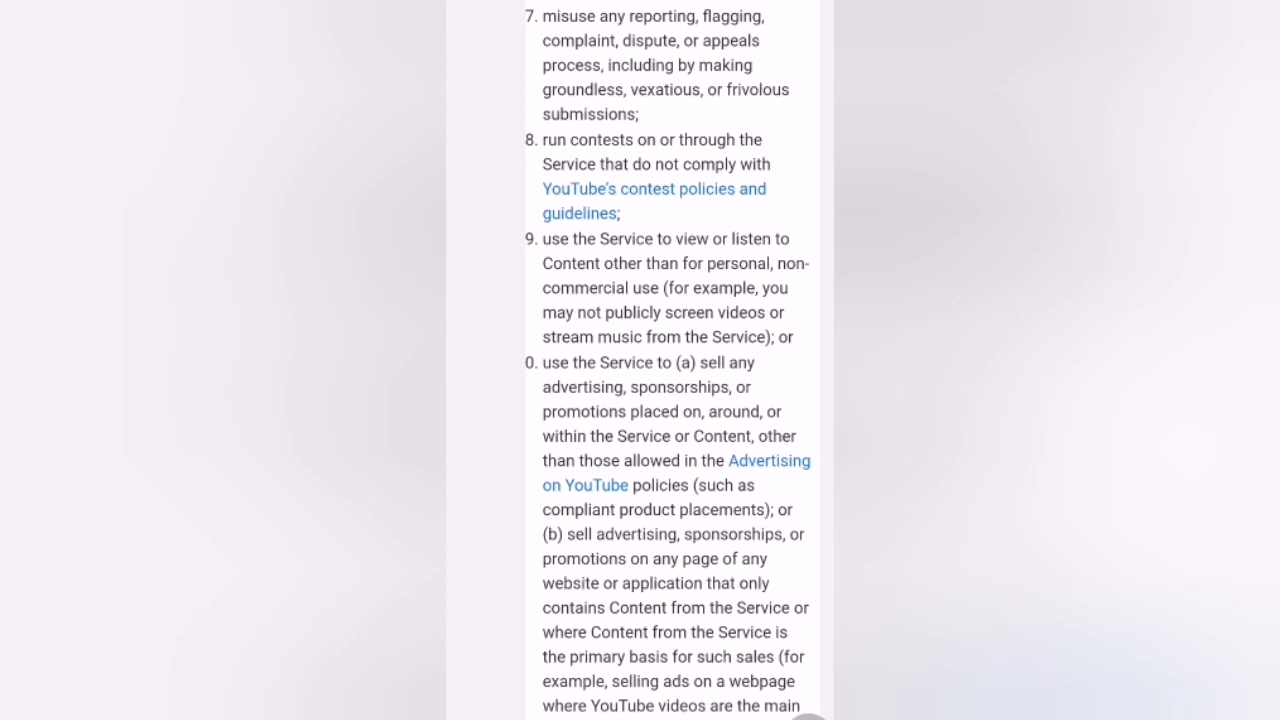 7. misuse any reporting, flagging,
complaint, dispute, or appeals
process, including by making
groundless, vexatious, or frivolous
submissions;
8. run contests on or through the
Service that do not comply with
YouTube's contest policies and
guidelines;
9. use the Service to view or listen to
Content other than for personal, non-
commercial use (for example, you
may not publicly screen videos or
stream music from the Service); or
0. use the Service to (a) sell any
advertising, sponsorships, or
promotions placed on, around, or
within the Service or Content, other
than those allowed in the Advertising
on YouTube policies (such as
compliant product placements); or
(b) sell advertising, sponsorships, or
promotions on any page of any
website or application that only
contains Content from the Service or
where Content from the Service is
the primary basis for such sales (for
example, selling ads on a webpage
where YouTube videos are the main